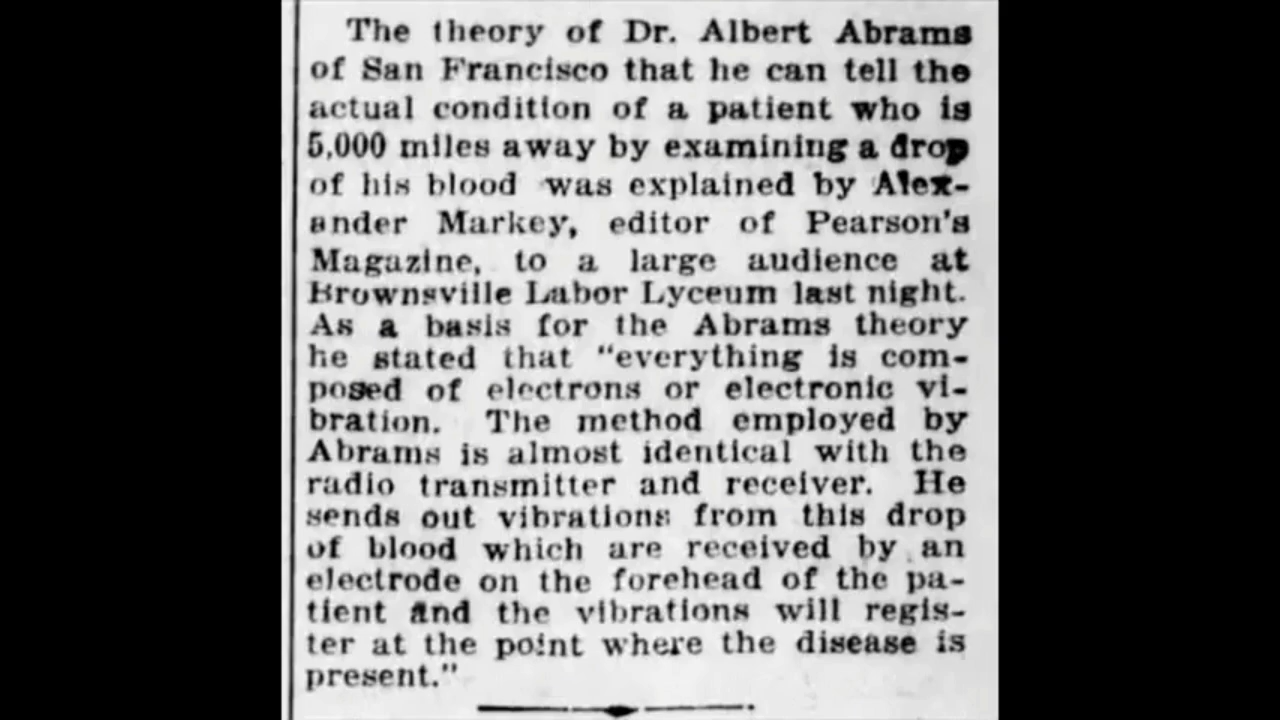 The theory of Dr. Albert Abrams
of San Francisco that he can tell the
actual condition of a patient who is
5,000 miles away by examining a drop
of his blood was explained by Alex-
ander Markey, editor of Pearson's
Magazine, to a large audience at
Brownsville Labor Lyceum last night.
As a basis for the Abrams theory
he stated that "everything is com-
posed of electrons or electronic vi-
bration. The method employed by
Abrams is almost identical with the
radio transmitter and receiver. He
sends out vibrations from this drop
of blood which are received by an
electrode on the forehead of the pa-
tient and the vibrations will regis-
ter at the point where the disease is
present."